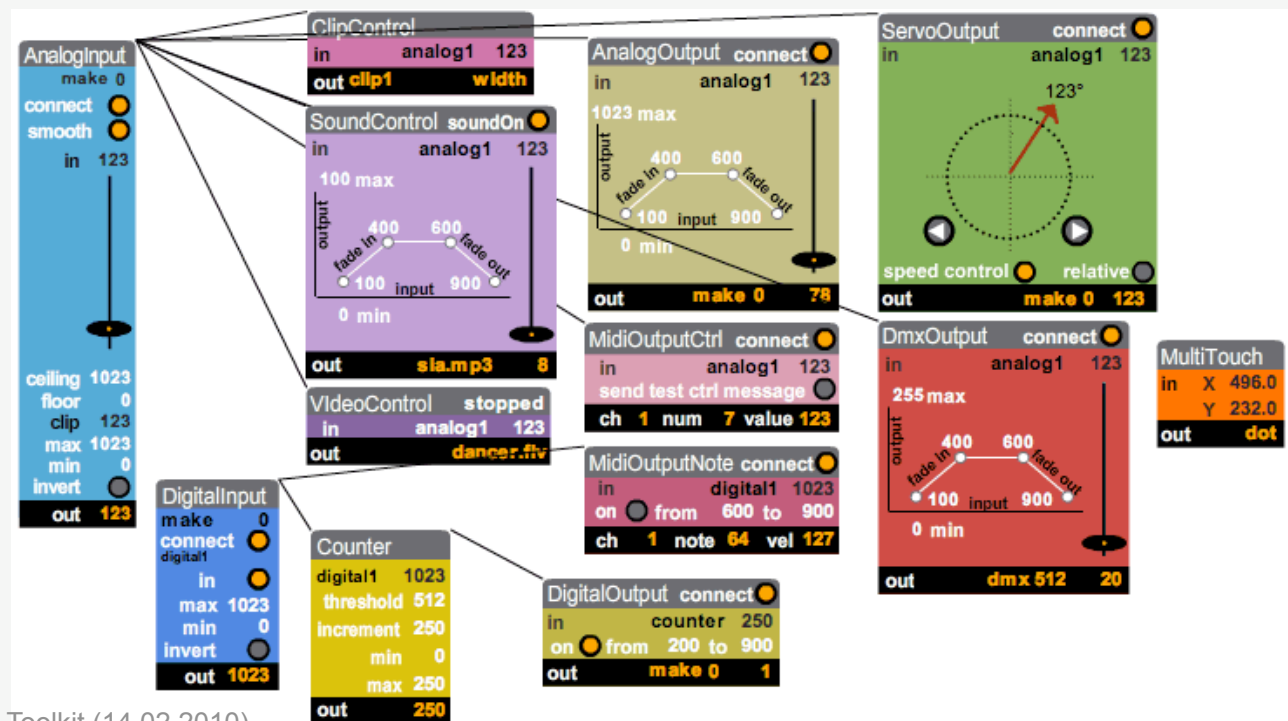 AnalogInput
make 0
connect
smooth
in 123
ceiling 1023
floor 0
clip 123
max 1023
min 0
invert
out 123
ClipControl
in analog1 123
out clip1 width
SoundControl soundOn
in analog1 123
100 max
output
400 600
fade in fade out
100 input 900
0 min
out sia.mp3 8
VIdeoControl stopped
in analog1 123
out dancer.flv
DigitalInput
make 0
connect
digital1
in
max 1023
min 0
invert
out 1023
Counter
digital1 1023
threshold 512
increment 250
min 0
max 250
out 250
AnalogOutput connect
in analog1 123
1023 max
output
400 600
fade in fade out
100 input 900
0 min
out make 0 78
MidiOutputCtrl connect
in analog1 123
send test ctrl message
ch 1 num 7 value 123
MidiOutputNote connect
in digital1 1023
on from 600 to 900
ch 1 note 64 vel 127
DigitalOutput connect
in counter 250
on from 200 to 900
out make 0 1
ServoOutput connect
in analog1 123
123°
speed control relative
out make 0 123
DmxOutput connect
in analog1 123
255 max
output
400 600
fade in fade out
100 input 900
0 min
out dmx 512 20
MultiTouch
in X 496.0
Y 232.0
out dot
Toolkit (14.02.2010)